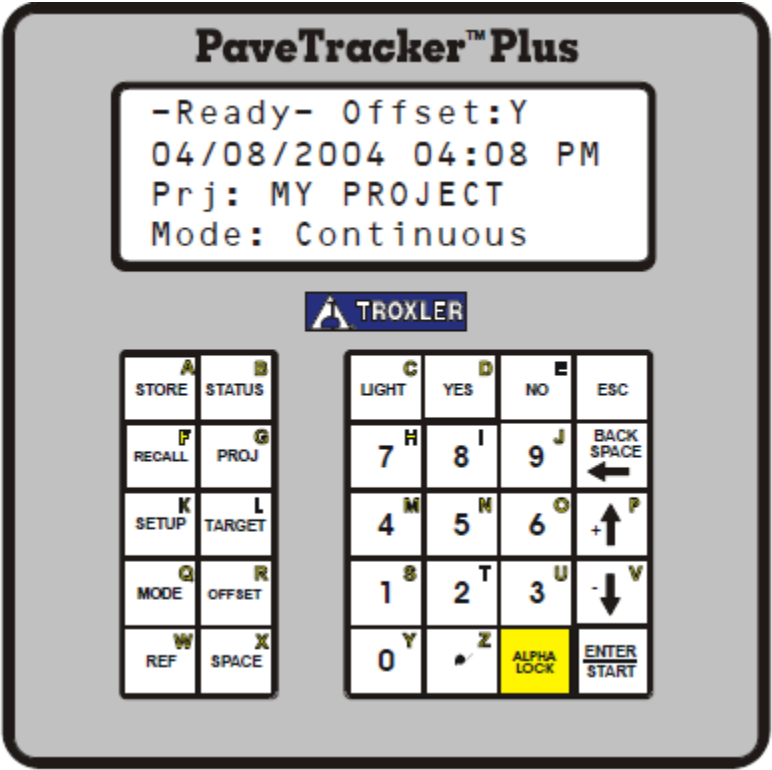 PaveTracker™ Plus
-Ready- Offset:Y
04/08/2004 04:08 PM
Prj: MY PROJECT
Mode: Continuous
TROXLER
A STORE
B STATUS
C LIGHT
D YES
E NO
ESC
F RECALL
G PROJ
7 H
8 I
9 J
BACK
SPACE
K SETUP
L TARGET
4 M
5 N
6 O
+ P
Q MODE
R OFFSET
1 S
2 T
3 U
- V
W REF
X SPACE
0 Y
. Z
ALPHA
LOCK
ENTER
START